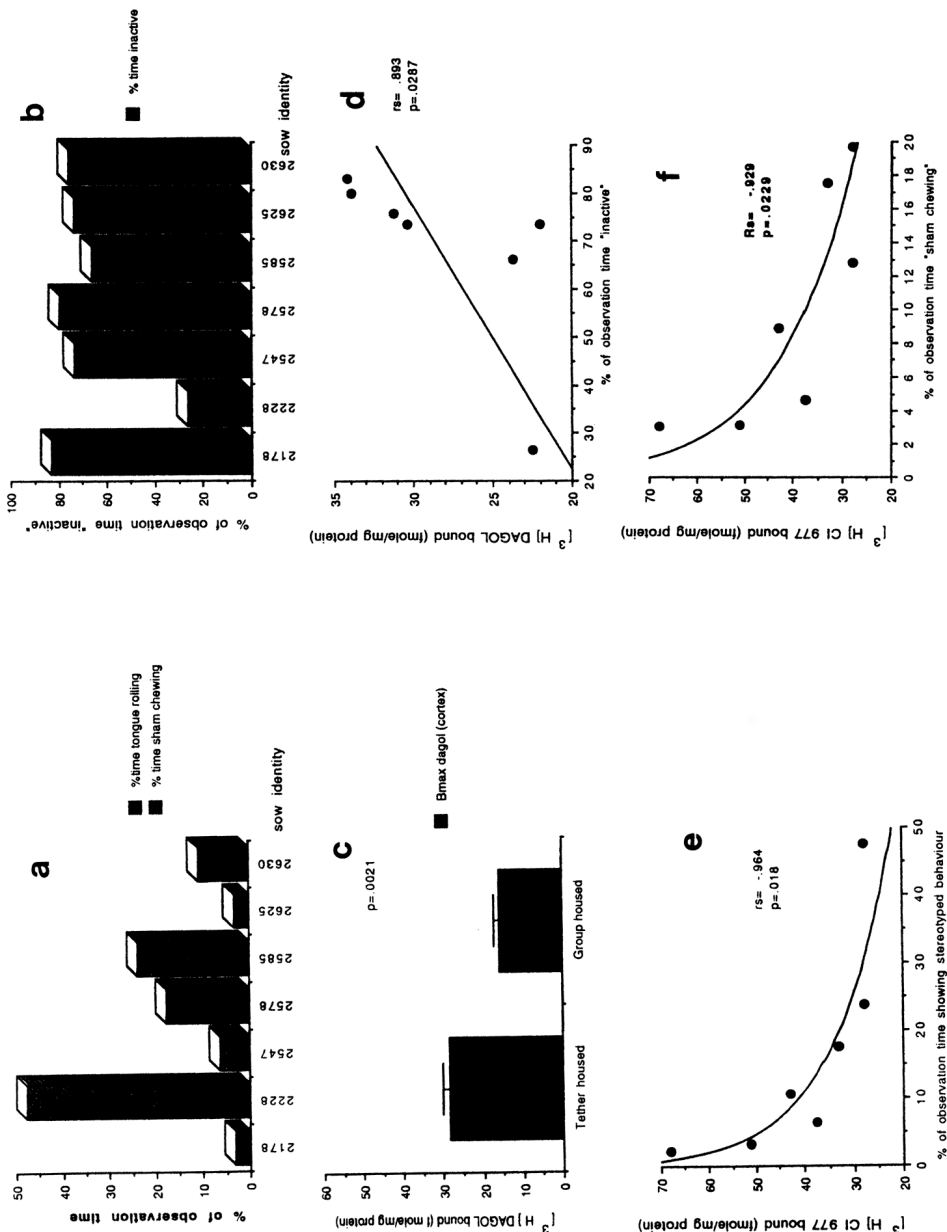 a
% of observation time
50
40
30
20
10
0
2178
2228
2547
2578
2585
2625
2630
sow identity
%time tongue rolling
% time sham chewing
b
% of observation time "inactive"
100
80
60
40
20
0
2178
2228
2547
2578
2585
2625
2630
sow identity
% time inactive
c
[3 H] DAGOL bound (f mole/mg protein)
60
50
40
30
20
10
0
p=.0021
Tether housed
Group housed
Bmax dagol (cortex)
d
[3 H] DAGOL bound (fmole/mg protein)
35
30
25
20
20
30
40
50
60
70
80
90
% of observation time "inactive"
rs= .893
p=.0287
e
[3 H] CI 977 bound (fmole/mg protein)
70
60
50
40
30
20
0
10
20
30
40
50
% of observation time showing stereotyped behaviour
rs= -.964
p=.018
f
[3 H] CI 977 bound (fmole/mg protein)
70
60
50
40
30
20
0
2
4
6
8
10
12
14
16
18
20
% of observation time "sham chewing"
Rs= -.929
p=.0229